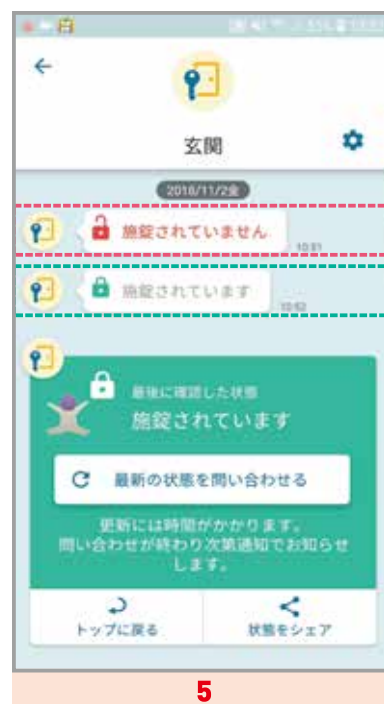 玄関
2018/11/2金
施錠されていません
10:51
施錠されています
10:52
最後に確認した状態
施錠されています
最新の状態を問い合わせる
更新には時間がかかります。
問い合わせが終わり次第通知でお知らせ
します。
トップに戻る
状態をシェア
5